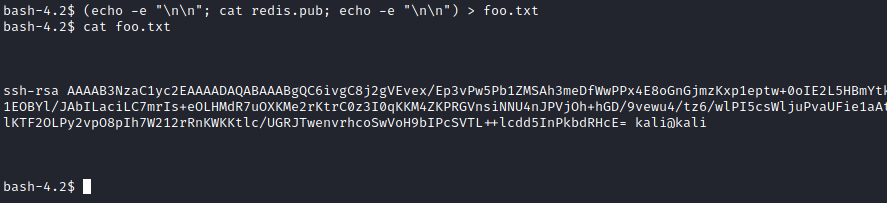 bash-4.2$ (echo -e "\n\n"; cat redis.pub; echo -e "\n\n") > foo.txt
bash-4.2$ cat foo.txt
ssh-rsa AAAAB3NzaC1yc2EAAAADAQABAAABgQC6ivgC8j2gVEvex/Ep3vPw5Pb1ZMSAh3meDfWwPPx4E8oGnGjmzKxp1eptw+0oIE2L5HBmYtk
1EOBYl/JAbILaciLC7mrIs+eOLHMdR7uOXKMe2rKtrC0z3I0qKKM4ZKPRGVnsiNNU4nJPVjOh+hGD/9vewu4/tz6/wlPI5csWljuPvaUFie1aAt
lKTF2OLPy2vpO8pIh7W212rRnKWKKtlc/UGRJTwenvrhcoSwVoH9bIPcSVTL++lcdd5InPkbdRHcE= kali@kali
bash-4.2$